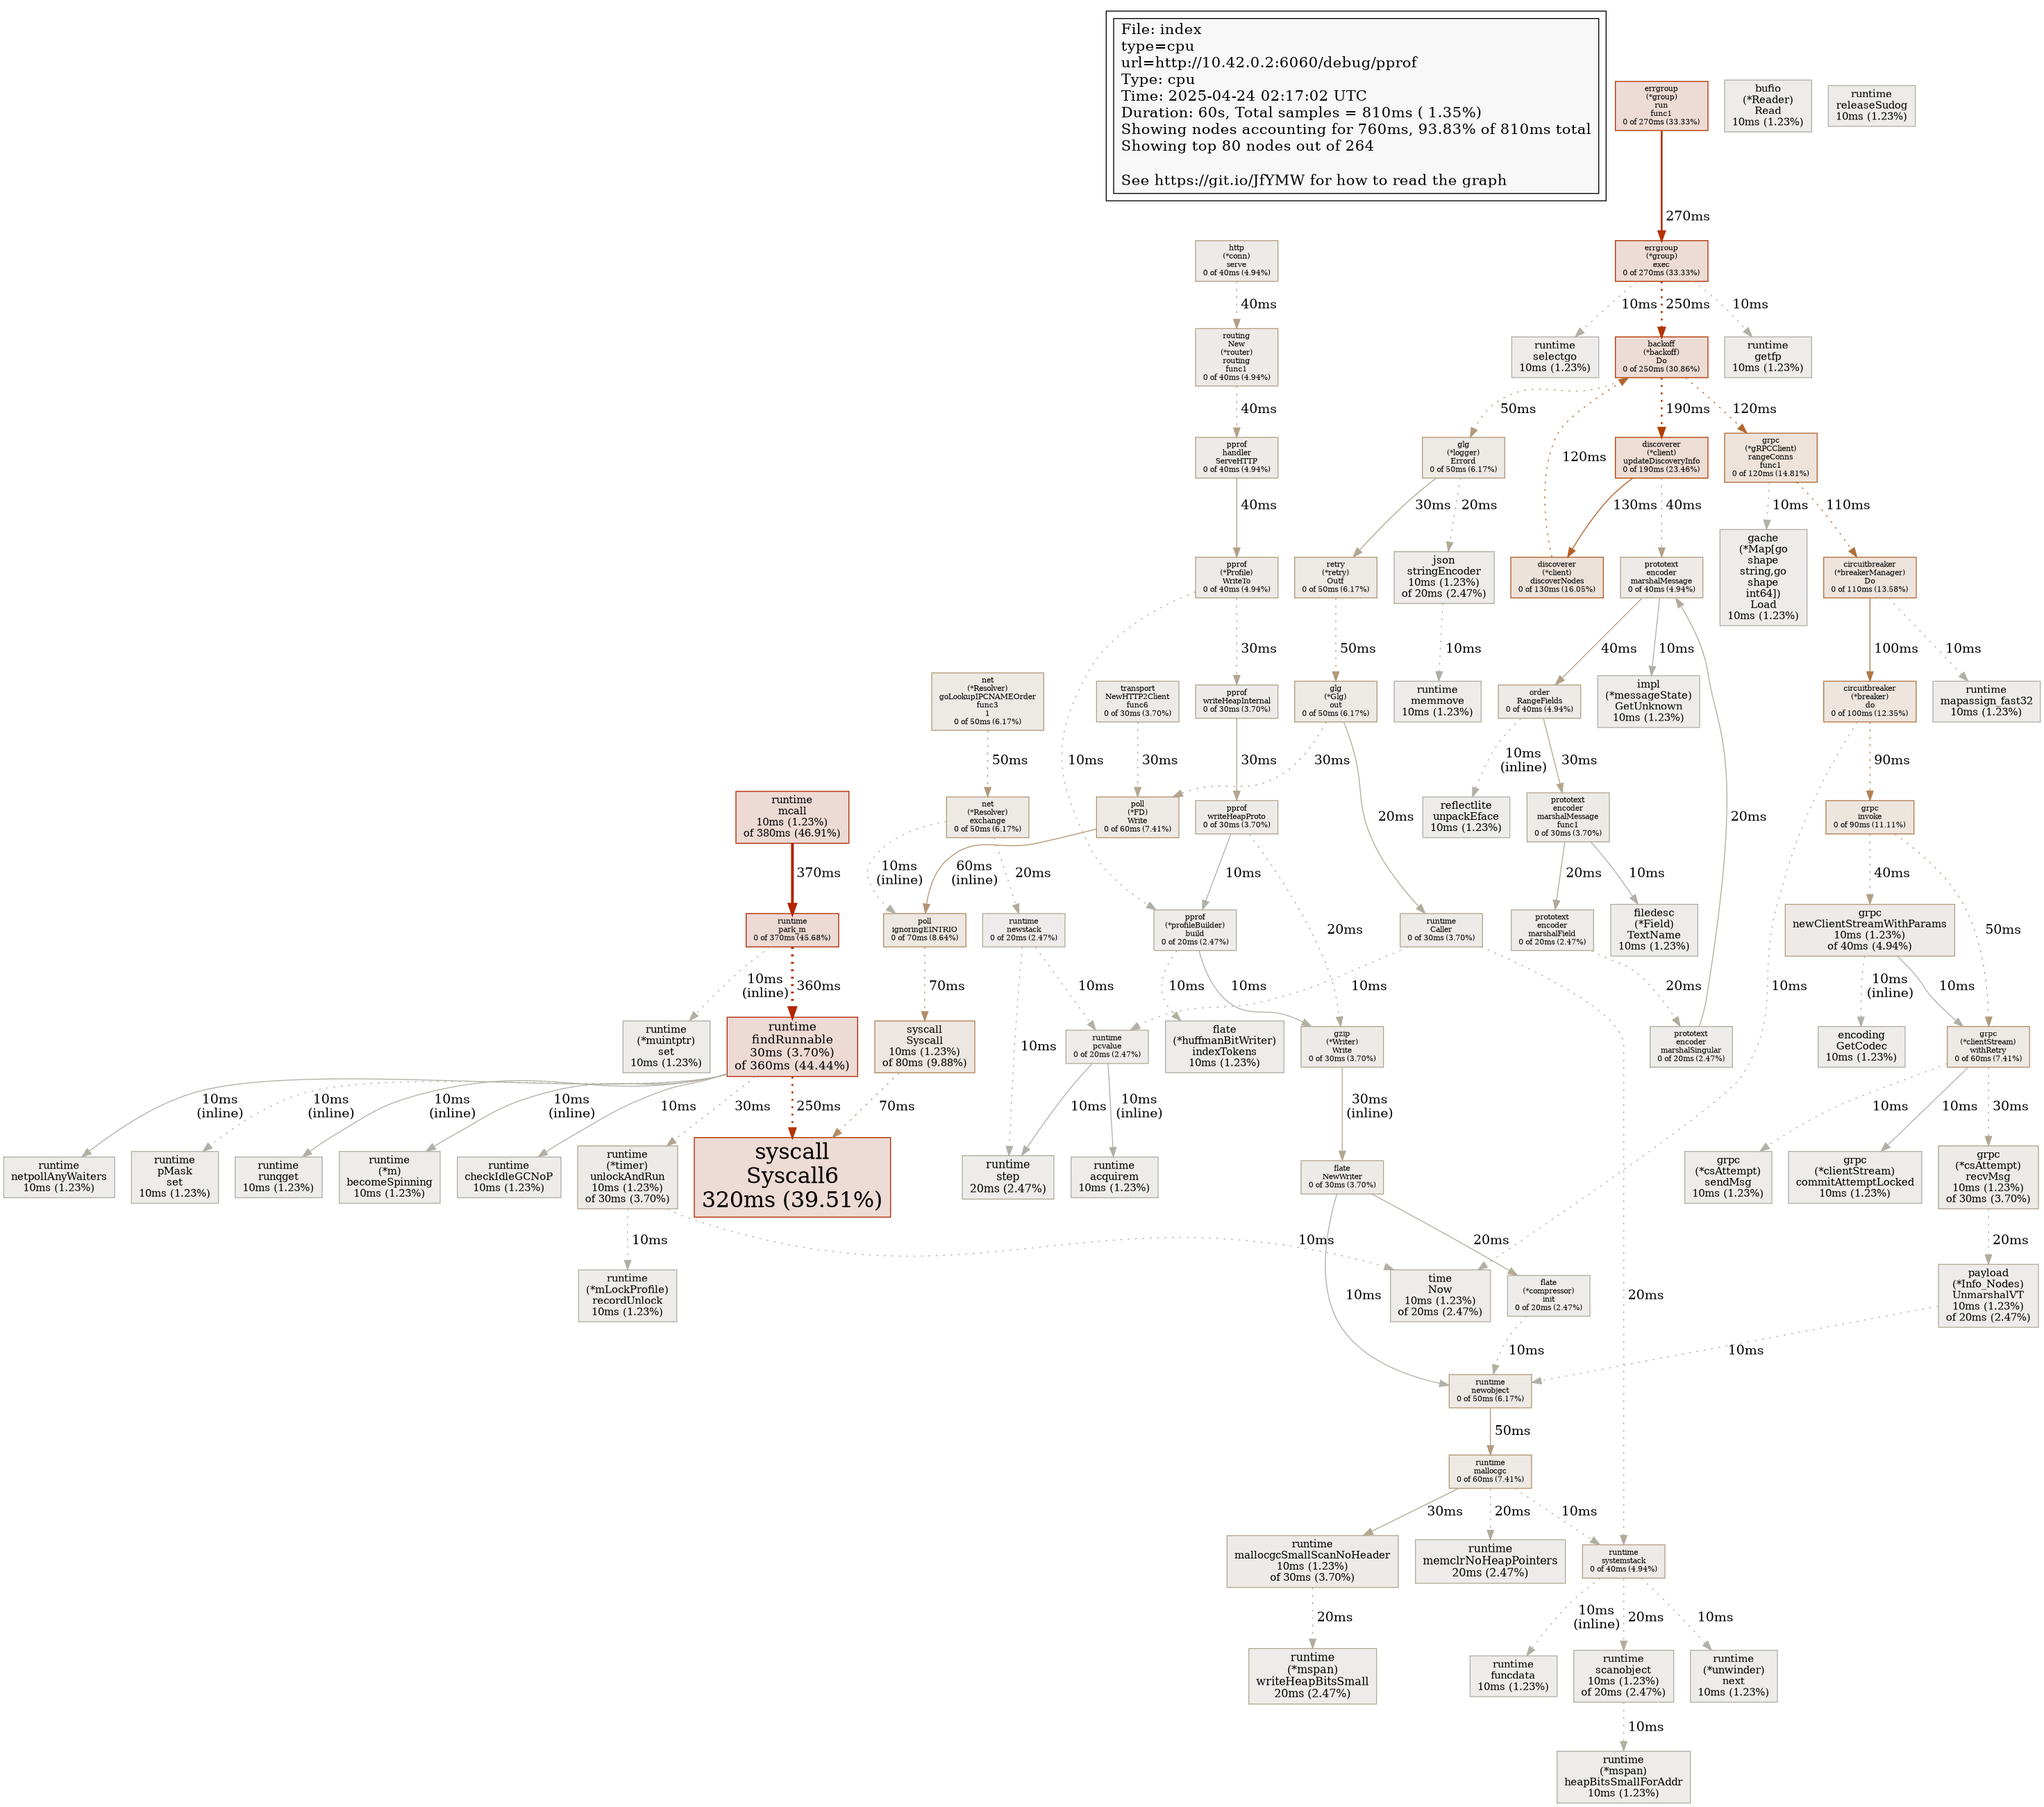 File: index
type=cpu
url=http://10.42.0.2:6060/debug/pprof
Type: cpu
Time: 2025-04-24 02:17:02 UTC
Duration: 60s, Total samples = 810ms ( 1.35%)
Showing nodes accounting for 760ms, 93.83% of 810ms total
Showing top 80 nodes out of 264
See https://git.io/JfYMW for how to read the graph
errgroup
(*group)
run
func1
0 of 270ms (33.33%)
bufio
(*Reader)
Read
10ms (1.23%)
runtime
releaseSudog
10ms (1.23%)
270ms
http
(*conn)
serve
0 of 40ms (4.94%)
errgroup
(*group)
exec
0 of 270ms (33.33%)
40ms
10ms
250ms
10ms
routing
New
(*router)
routing
func1
0 of 40ms (4.94%)
runtime
selectgo
10ms (1.23%)
backoff
(*backoff)
Do
0 of 250ms (30.86%)
runtime
getfp
10ms (1.23%)
40ms
50ms
190ms
120ms
pprof
handler
ServeHTTP
0 of 40ms (4.94%)
glg
(*logger)
Errord
0 of 50ms (6.17%)
120ms
discoverer
(*client)
updateDiscoveryInfo
0 of 190ms (23.46%)
grpc
(*gRPCClient)
rangeConns
func1
0 of 120ms (14.81%)
40ms
30ms
20ms
130ms
40ms
10ms
110ms
pprof
(*Profile)
WriteTo
0 of 40ms (4.94%)
retry
(*retry)
Outf
0 of 50ms (6.17%)
json
stringEncoder
10ms (1.23%)
of 20ms (2.47%)
discoverer
(*client)
discoverNodes
0 of 130ms (16.05%)
prototext
encoder
marshalMessage
0 of 40ms (4.94%)
gache
(*Map[go
shape
string,go
shape
int64])
Load
10ms (1.23%)
circuitbreaker
(*breakerManager)
Do
0 of 110ms (13.58%)
30ms
50ms
10ms
40ms
10ms
100ms
10ms
net
(*Resolver)
goLookupIPCNAMEOrder
func3
1
0 of 50ms (6.17%)
transport
NewHTTP2Client
func6
0 of 30ms (3.70%)
pprof
writeHeapInternal
0 of 30ms (3.70%)
glg
(*Glg)
out
0 of 50ms (6.17%)
runtime
memmove
10ms (1.23%)
order
RangeFields
0 of 40ms (4.94%)
impl
(*messageState)
GetUnknown
10ms (1.23%)
circuitbreaker
(*breaker)
do
0 of 100ms (12.35%)
runtime
mapassign_fast32
10ms (1.23%)
50ms
30ms
10ms
30ms
30ms
10ms
(inline)
30ms
90ms
runtime
mcall
10ms (1.23%)
of 380ms (46.91%)
net
(*Resolver)
exchange
0 of 50ms (6.17%)
poll
(*FD)
Write
0 of 60ms (7.41%)
pprof
writeHeapProto
0 of 30ms (3.70%)
20ms
reflectlite
unpackEface
10ms (1.23%)
prototext
encoder
marshalMessage
func1
0 of 30ms (3.70%)
20ms
grpc
invoke
0 of 90ms (11.11%)
370ms
10ms
(inline)
60ms
(inline)
20ms
10ms
20ms
20ms
10ms
40ms
50ms
runtime
park_m
0 of 370ms (45.68%)
poll
ignoringEINTRIO
0 of 70ms (8.64%)
runtime
newstack
0 of 20ms (2.47%)
pprof
(*profileBuilder)
build
0 of 20ms (2.47%)
runtime
Caller
0 of 30ms (3.70%)
prototext
encoder
marshalField
0 of 20ms (2.47%)
filedesc
(*Field)
TextName
10ms (1.23%)
grpc
newClientStreamWithParams
10ms (1.23%)
of 40ms (4.94%)
10ms
(inline)
360ms
70ms
10ms
10ms
10ms
10ms
20ms
10ms
10ms
(inline)
10ms
runtime
(*muintptr)
set
10ms (1.23%)
runtime
findRunnable
30ms (3.70%)
of 360ms (44.44%)
syscall
Syscall
10ms (1.23%)
of 80ms (9.88%)
10ms
runtime
pcvalue
0 of 20ms (2.47%)
flate
(*huffmanBitWriter)
indexTokens
10ms (1.23%)
gzip
(*Writer)
Write
0 of 30ms (3.70%)
prototext
encoder
marshalSingular
0 of 20ms (2.47%)
encoding
GetCodec
10ms (1.23%)
grpc
(*clientStream)
withRetry
0 of 60ms (7.41%)
10ms
(inline)
10ms
(inline)
10ms
(inline)
10ms
(inline)
10ms
30ms
250ms
70ms
10ms
10ms
(inline)
30ms
(inline)
10ms
10ms
30ms
runtime
netpollAnyWaiters
10ms (1.23%)
runtime
pMask
set
10ms (1.23%)
runtime
runqget
10ms (1.23%)
runtime
(*m)
becomeSpinning
10ms (1.23%)
runtime
checkIdleGCNoP
10ms (1.23%)
runtime
(*timer)
unlockAndRun
10ms (1.23%)
of 30ms (3.70%)
syscall
Syscall6
320ms (39.51%)
runtime
step
20ms (2.47%)
runtime
acquirem
10ms (1.23%)
flate
NewWriter
0 of 30ms (3.70%)
grpc
(*csAttempt)
sendMsg
10ms (1.23%)
grpc
(*clientStream)
commitAttemptLocked
10ms (1.23%)
grpc
(*csAttempt)
recvMsg
10ms (1.23%)
of 30ms (3.70%)
10ms
10ms
20ms
20ms
runtime
(*mLockProfile)
recordUnlock
10ms (1.23%)
10ms
time
Now
10ms (1.23%)
of 20ms (2.47%)
flate
(*compressor)
init
0 of 20ms (2.47%)
20ms
payload
(*Info_Nodes)
UnmarshalVT
10ms (1.23%)
of 20ms (2.47%)
10ms
10ms
runtime
newobject
0 of 50ms (6.17%)
50ms
runtime
mallocgc
0 of 60ms (7.41%)
30ms
20ms
10ms
runtime
mallocgcSmallScanNoHeader
10ms (1.23%)
of 30ms (3.70%)
runtime
memclrNoHeapPointers
20ms (2.47%)
runtime
systemstack
0 of 40ms (4.94%)
20ms
10ms
(inline)
20ms
10ms
runtime
(*mspan)
writeHeapBitsSmall
20ms (2.47%)
runtime
funcdata
10ms (1.23%)
runtime
scanobject
10ms (1.23%)
of 20ms (2.47%)
runtime
(*unwinder)
next
10ms (1.23%)
10ms
runtime
(*mspan)
heapBitsSmallForAddr
10ms (1.23%)